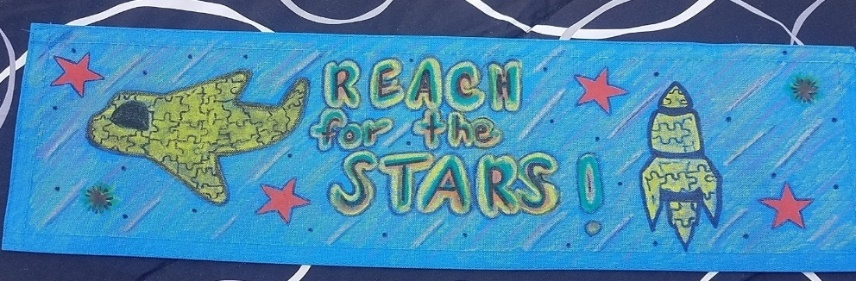 REACH
for the
STARS!